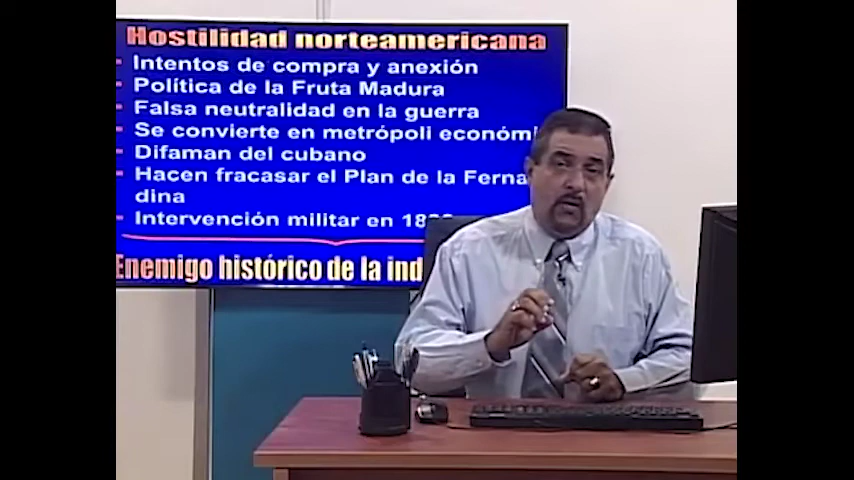 Hostilidad norteamericana
- Intentos de compra y anexión
- Política de la Fruta Madura
- Falsa neutralidad en la guerra
- Se convierte en metrópoli económi
- Difaman del cubano
- Hacen fracasar el Plan de la Ferna
dina
- Intervención militar en
Enemigo histórico de la ind